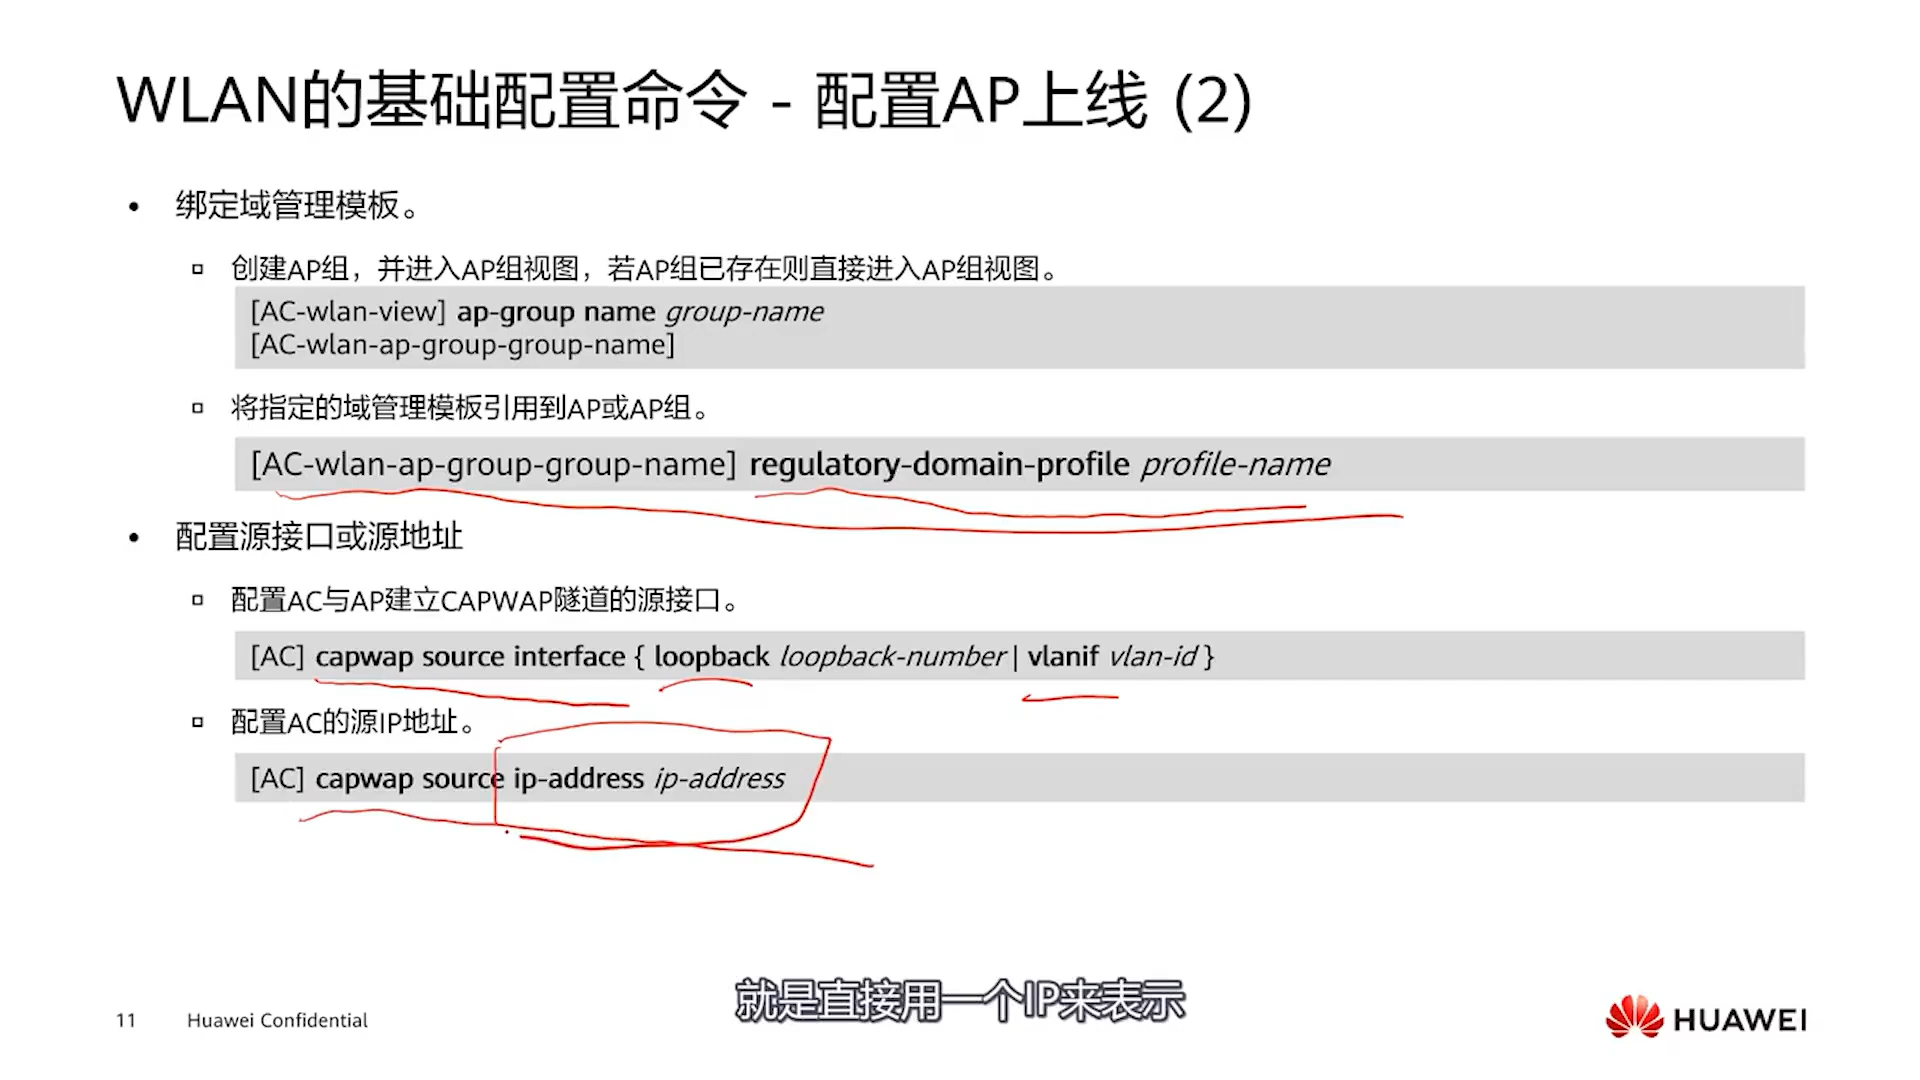 WLAN的基础配置命令 - 配置AP上线 (2)
• 绑定域管理模板。
▫ 创建AP组，并进入AP组视图，若AP组已存在则直接进入AP组视图。
[AC-wlan-view] ap-group name group-name
[AC-wlan-ap-group-group-name]
▫ 将指定的域管理模板引用到AP或AP组。
[AC-wlan-ap-group-group-name] regulatory-domain-profile profile-name
• 配置源接口或源地址
▫ 配置AC与AP建立CAPWAP隧道的源接口。
[AC] capwap source interface { loopback loopback-number | vlanif vlan-id }
▫ 配置AC的源IP地址。
[AC] capwap source ip-address ip-address
就是直接用一个IP来表示
11 Huawei Confidential
HUAWEI